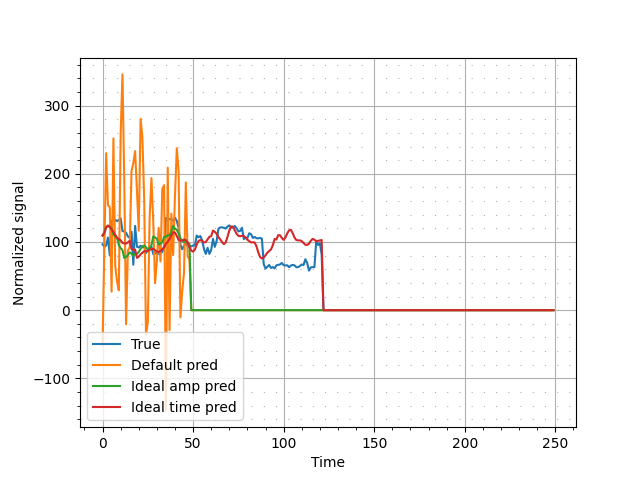 300
200
100
0
−100
Normalized signal
True
Default pred
Ideal amp pred
Ideal time pred
0 50 100 150 200 250
Time